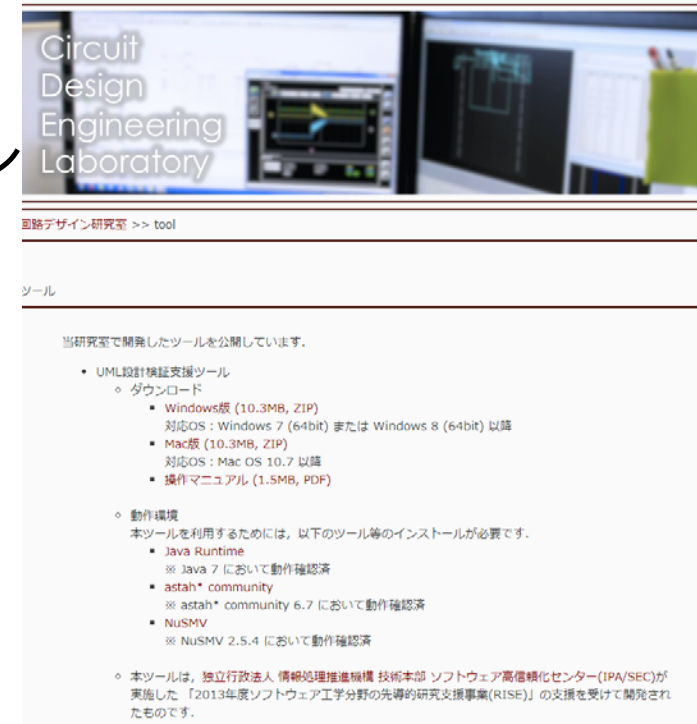 Circuit
Design
Engineering
Laboratory
回路デザイン研究室 >> tool
ツール
当研究室で開発したツールを公開しています．
• UML設計検証支援ツール
◦ ダウンロード
▪ Windows版 (10.3MB, ZIP)
対応OS：Windows 7 (64bit) または Windows 8 (64bit) 以降
▪ Mac版 (10.3MB, ZIP)
対応OS：Mac OS 10.7 以降
▪ 操作マニュアル (1.5MB, PDF)
◦ 動作環境
本ツールを利用するためには，以下のツール等のインストールが必要です．
▪ Java Runtime
※ Java 7 において動作確認済
▪ astah* community
※ astah* community 6.7 において動作確認済
▪ NuSMV
※ NuSMV 2.5.4 において動作確認済
◦ 本ツールは，独立行政法人 情報処理推進機構 技術本部 ソフトウェア高信頼化センター(IPA/SEC)が
実施した 「2013年度ソフトウェア工学分野の先導的研究支援事業(RISE)」の支援を受けて開発され
たものです．